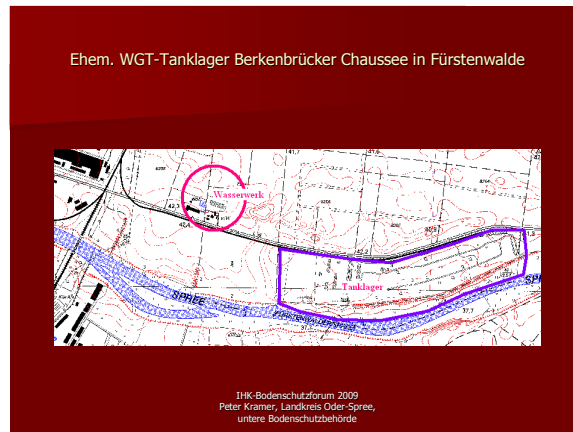 Ehem. WGT-Tanklager Berkenbrücker Chaussee in Fürstenwalde
Wasserwerk
Tanklager
SPREE
IHK-Bodenschutzforum 2009
Peter Kramer, Landkreis Oder-Spree,
untere Bodenschutzbehörde